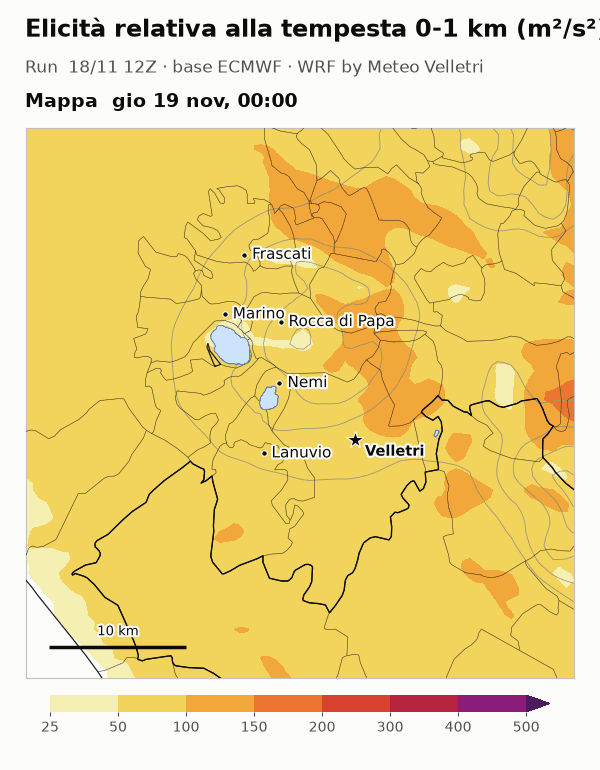 Elicità relativa alla tempesta 0-1 km (m²/s²)
Run  18/11 12Z · base ECMWF · WRF by Meteo Velletri
Mappa  gio 19 nov, 00:00
Frascati
Marino
Rocca di Papa
Nemi
Velletri
Lanuvio
10 km
25 50 100 150 200 300 400 500